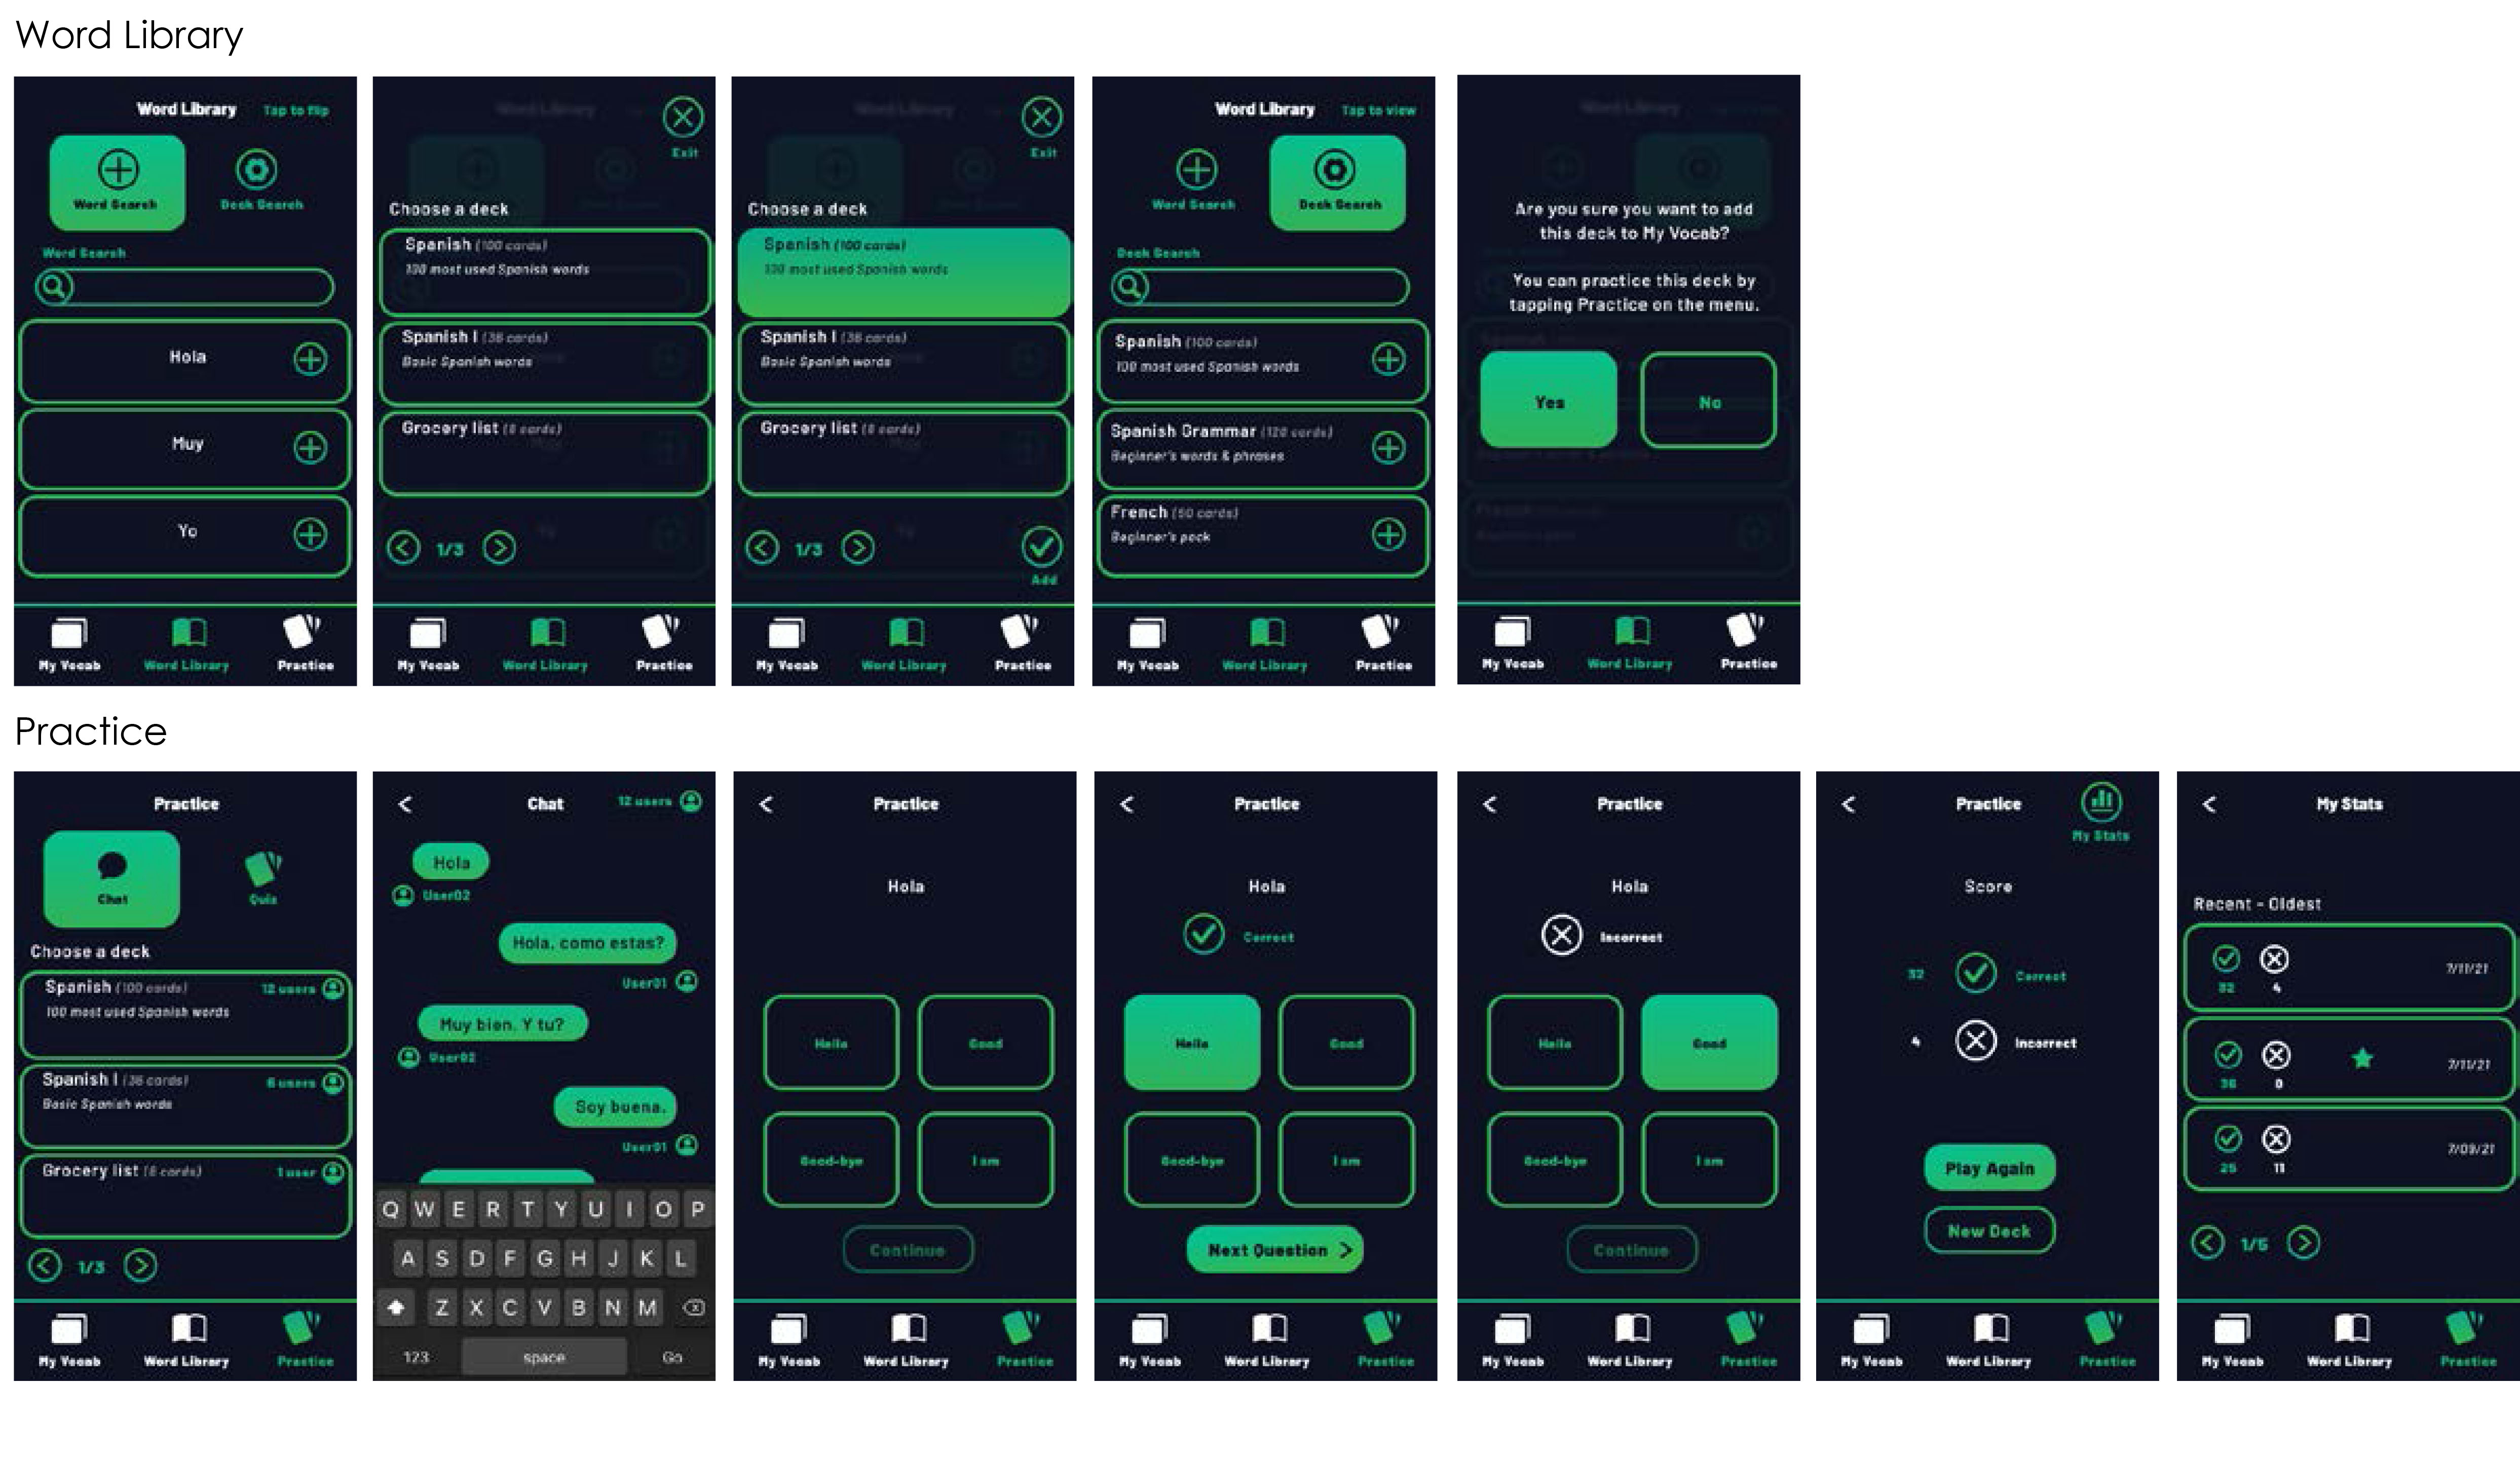 Word Library
Word Library Tap to flip
Word Search Deck Search
Word Search
Hola
Muy
Yo
My Vocab Word Library Practice
Exit
Choose a deck
Spanish (100 cards)
100 most used Spanish words
Spanish I (36 cards)
Basic Spanish words
Grocery list (8 cards)
1/3
My Vocab Word Library Practice
Exit
Choose a deck
Spanish (100 cards)
100 most used Spanish words
Spanish I (36 cards)
Basic Spanish words
Grocery list (8 cards)
1/3
Add
My Vocab Word Library Practice
Word Library Tap to view
Word Search Deck Search
Deck Search
Spanish (100 cards)
100 most used Spanish words
Spanish Grammar (120 cards)
Beginner's words & phrases
French (50 cards)
Beginner's pack
My Vocab Word Library Practice
Are you sure you want to add
this deck to My Vocab?
You can practice this deck by
tapping Practice on the menu.
Yes No
My Vocab Word Library Practice
Practice
Practice
Chat Quiz
Choose a deck
Spanish (100 cards) 12 users
100 most used Spanish words
Spanish I (36 cards) 6 users
Basic Spanish words
Grocery list (8 cards) 1 user
1/3
My Vocab Word Library Practice
Chat 12 users
Hola
User02
Hola, como estas?
User01
Muy bien. Y tu?
User02
Soy buena.
User01
Q W E R T Y U I O P
A S D F G H J K L
Z X C V B N M
123 space Go
Practice
Hola
Hello Good
Good-bye I am
Continue
My Vocab Word Library Practice
Practice
Hola
Correct
Hello Good
Good-bye I am
Next Question >
My Vocab Word Library Practice
Practice
Hola
Incorrect
Hello Good
Good-bye I am
Continue
My Vocab Word Library Practice
Practice
My Stats
Score
32 Correct
4 Incorrect
Play Again
New Deck
My Vocab Word Library Practice
My Stats
Recent - Oldest
32 4 7/11/21
36 0 7/11/21
25 11 7/09/21
1/5
My Vocab Word Library Practice